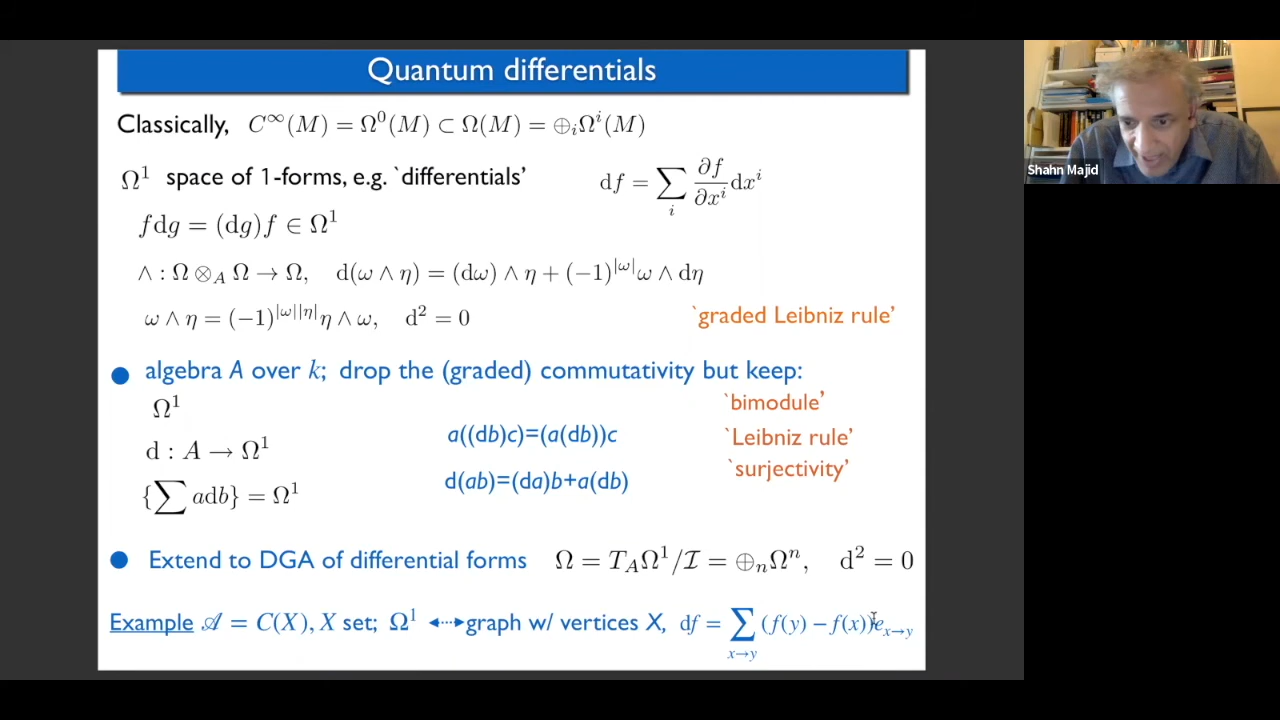 Quantum differentials
Classically, C^∞(M) = Ω^0(M) ⊂ Ω(M) = ⊕_iΩ^i(M)
Ω^1 space of 1-forms, e.g. `differentials' df = ∑_i ∂f/∂x^i dx^i
fdg = (dg)f ∈ Ω^1
∧ : Ω ⊗_A Ω → Ω, d(ω ∧ η) = (dω) ∧ η + (−1)^{|ω|}ω ∧ dη
ω ∧ η = (−1)^{|ω||η|}η ∧ ω, d^2 = 0 `graded Leibniz rule'
● algebra A over k; drop the (graded) commutativity but keep:
Ω^1 `bimodule'
d : A → Ω^1 a((db)c)=(a(db))c `Leibniz rule'
{∑ adb} = Ω^1 d(ab)=(da)b+a(db) `surjectivity'
● Extend to DGA of differential forms Ω = T_AΩ^1/I = ⊕_nΩ^n, d^2 = 0
Example 𝒜 = C(X), X set; Ω^1 ◄···►graph w/ vertices X, df = ∑_{x→y} (f(y) − f(x))e_{x→y}
Shahn Majid